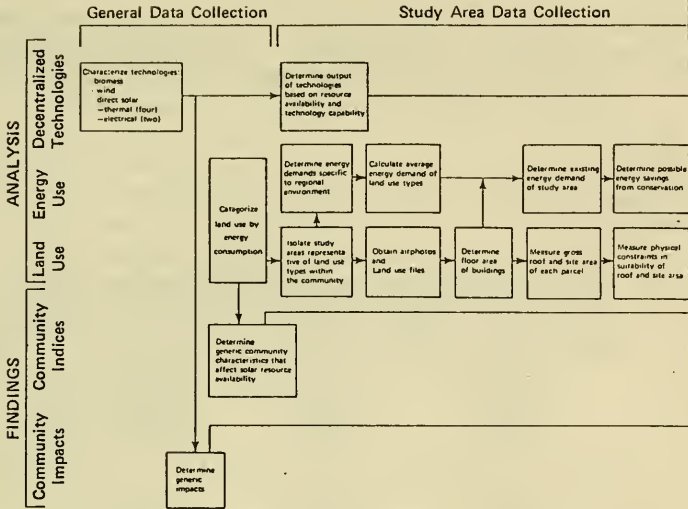 General Data Collection
Study Area Data Collection
ANALYSIS
Decentralized
Technologies
Energy
Use
Land
Use
FINDINGS
Community
Indices
Community
Impacts
Characterize technologies:
biomass
· wind
direct solar
—thermal (four)
—electrical (two)
Determine output
of technologies
based on resource
availability and
technology capability
Categorize
land use by
energy
consumption
Determine energy
demands specific
to regional
environment
Calculate average
energy demand of
land use types
Determine existing
energy demand
of study area
Determine possible
energy savings
from conservation
Isolate study
areas representa
tive of land use
types within
the community
Obtain airphotos
and
Land use files
Determine
floor area
of buildings
Measure gross
roof and site area
of each parcel
Measure physical
constraints in
suitability of
roof and site area
Determine
generic community
characteristics that
affect solar resource
availability
Determine
generic
impacts